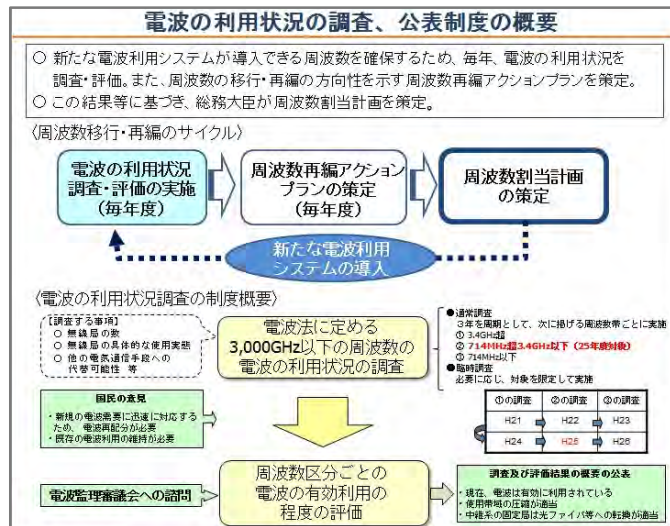 電波の利用状況の調査、公表制度の概要
○ 新たな電波利用システムが導入できる周波数を確保するため、毎年、電波の利用状況を
調査・評価。また、周波数の移行・再編の方向性を示す周波数再編アクションプランを策定。
○ この結果等に基づき、総務大臣が周波数割当計画を策定。
〈周波数移行・再編のサイクル〉
電波の利用状況
調査・評価の実施
(毎年度)
周波数再編アクション
プランの策定
(毎年度)
周波数割当計画
の策定
新たな電波利用
システムの導入
〈電波の利用状況調査の制度概要〉
【調査する事項】
○ 無線局の数
○ 無線局の具体的な使用実態
○ 他の電気通信手段への
代替可能性 等
電波法に定める
3,000GHz以下の周波数の
電波の利用状況の調査
●通常調査
3年を周期として、次に掲げる周波数帯ごとに実施
① 3.4GHz超
② 714MHz超3.4GHz以下（25年度対象）
③ 714MHz以下
●臨時調査
必要に応じ、対象を限定して実施
①の調査 ②の調査 ③の調査
H21 H22 H23
H24 H25 H26
国民の意見
・新規の電波需要に迅速に対応する
ため、電波再配分が必要
・既存の電波利用の維持が必要
電波監理審議会への諮問
周波数区分ごとの
電波の有効利用の
程度の評価
調査及び評価結果の概要の公表
・現在、電波は有効に利用されている
・使用帯域の圧縮が適当
・中継系の固定局は光ファイバ等への転換が適当